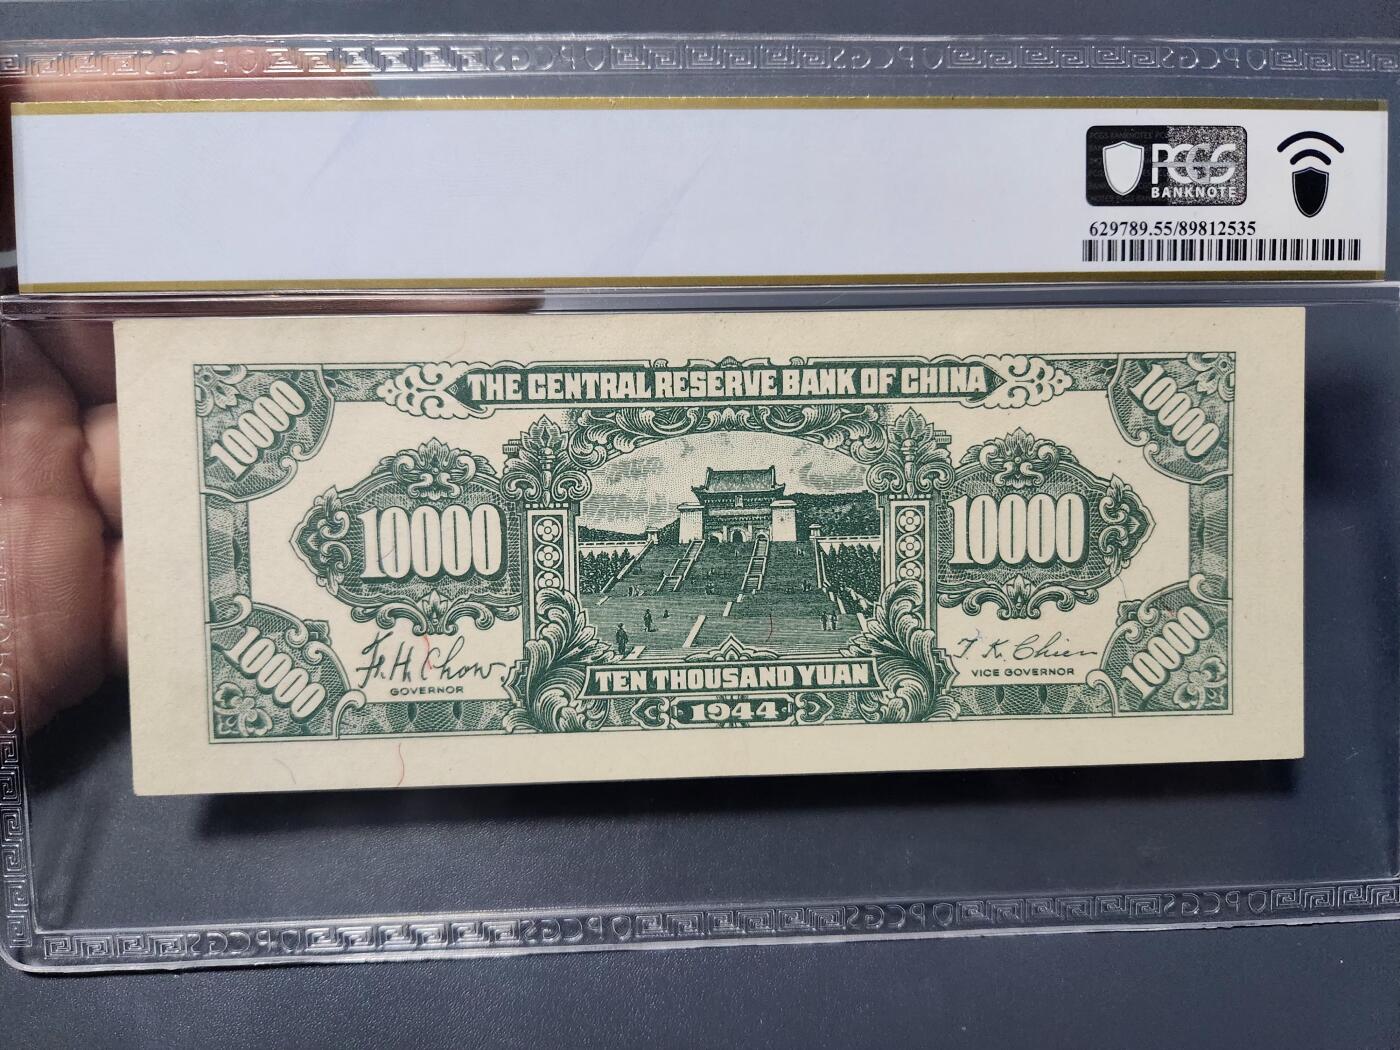 PCGS
BANKNOTE
629789.55/89812535
THE CENTRAL RESERVE BANK OF CHINA
10000
10000
10000
10000
F. H. Chow.
GOVERNOR
T. K. Chien
VICE GOVERNOR
10000
10000
TEN THOUSAND YUAN
1944